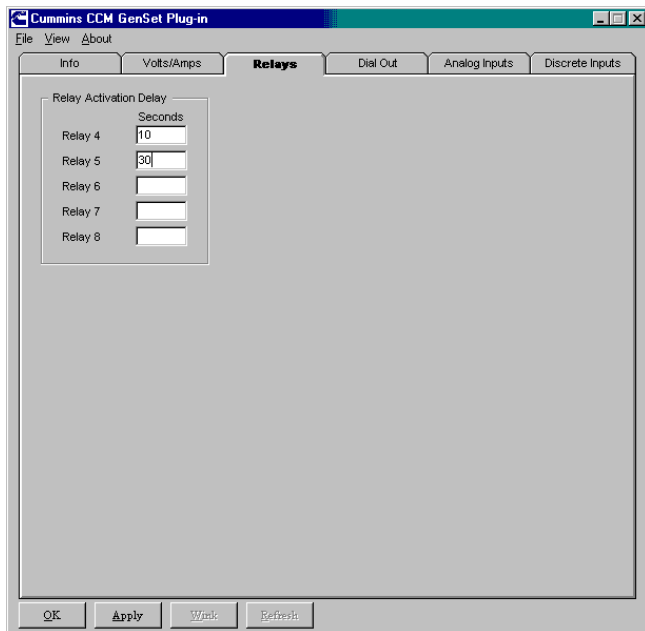 Cummins CCM GenSet Plug-in
File View About
Info Volts/Amps Relays Dial Out Analog Inputs Discrete Inputs
Relay Activation Delay
Seconds
Relay 4 10
Relay 5 30
Relay 6
Relay 7
Relay 8
OK Apply Wink Refresh